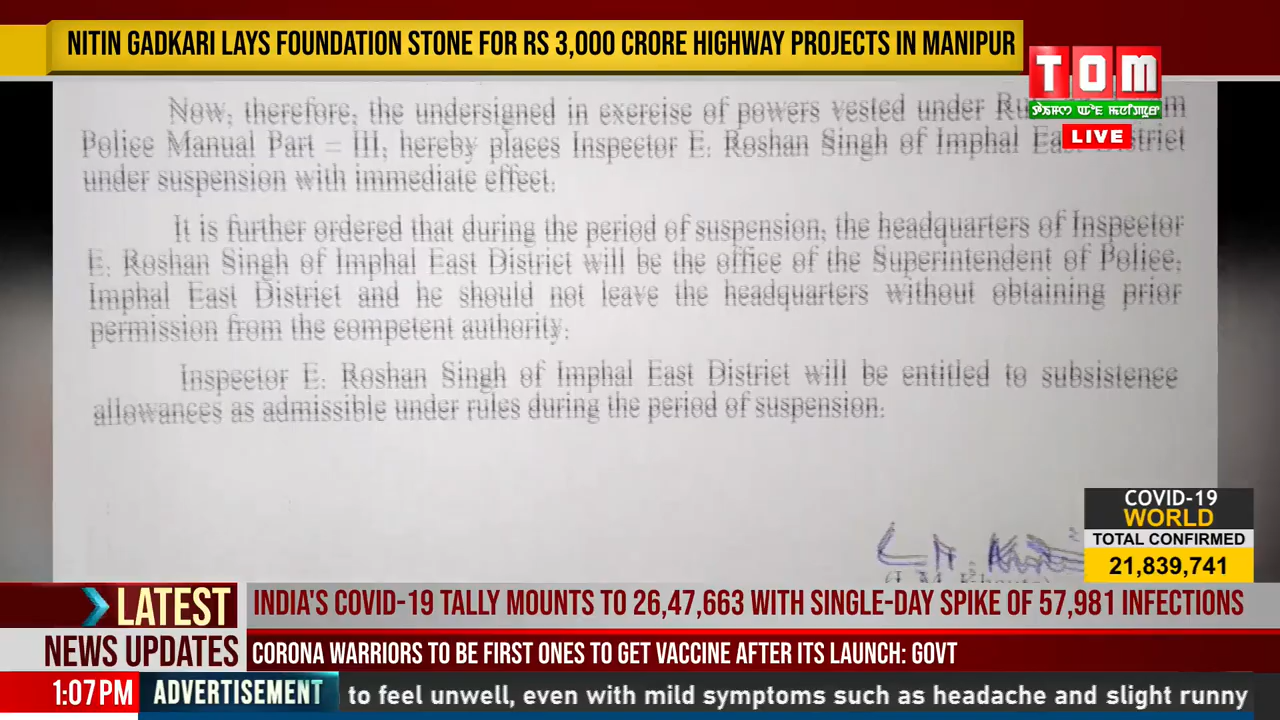 NITIN GADKARI LAYS FOUNDATION STONE FOR RS 3,000 CRORE HIGHWAY PROJECTS IN MANIPUR
TOM
LIVE
Now, therefore, the undersigned in exercise of powers vested under
Police Manual Part – III, hereby places Inspector E. Roshan Singh of Imphal East District
under suspension with immediate effect.
It is further ordered that during the period of suspension, the headquarters of Inspector
E. Roshan Singh of Imphal East District will be the office of the Superintendent of Police,
Imphal East District and he should not leave the headquarters without obtaining prior
permission from the competent authority.
Inspector E. Roshan Singh of Imphal East District will be entitled to subsistence
allowances as admissible under rules during the period of suspension.
COVID-19
WORLD
TOTAL CONFIRMED
21,839,741
LATEST
NEWS UPDATES
INDIA'S COVID-19 TALLY MOUNTS TO 26,47,663 WITH SINGLE-DAY SPIKE OF 57,981 INFECTIONS
CORONA WARRIORS TO BE FIRST ONES TO GET VACCINE AFTER ITS LAUNCH: GOVT
1:07 PM
ADVERTISEMENT
to feel unwell, even with mild symptoms such as headache and slight runny